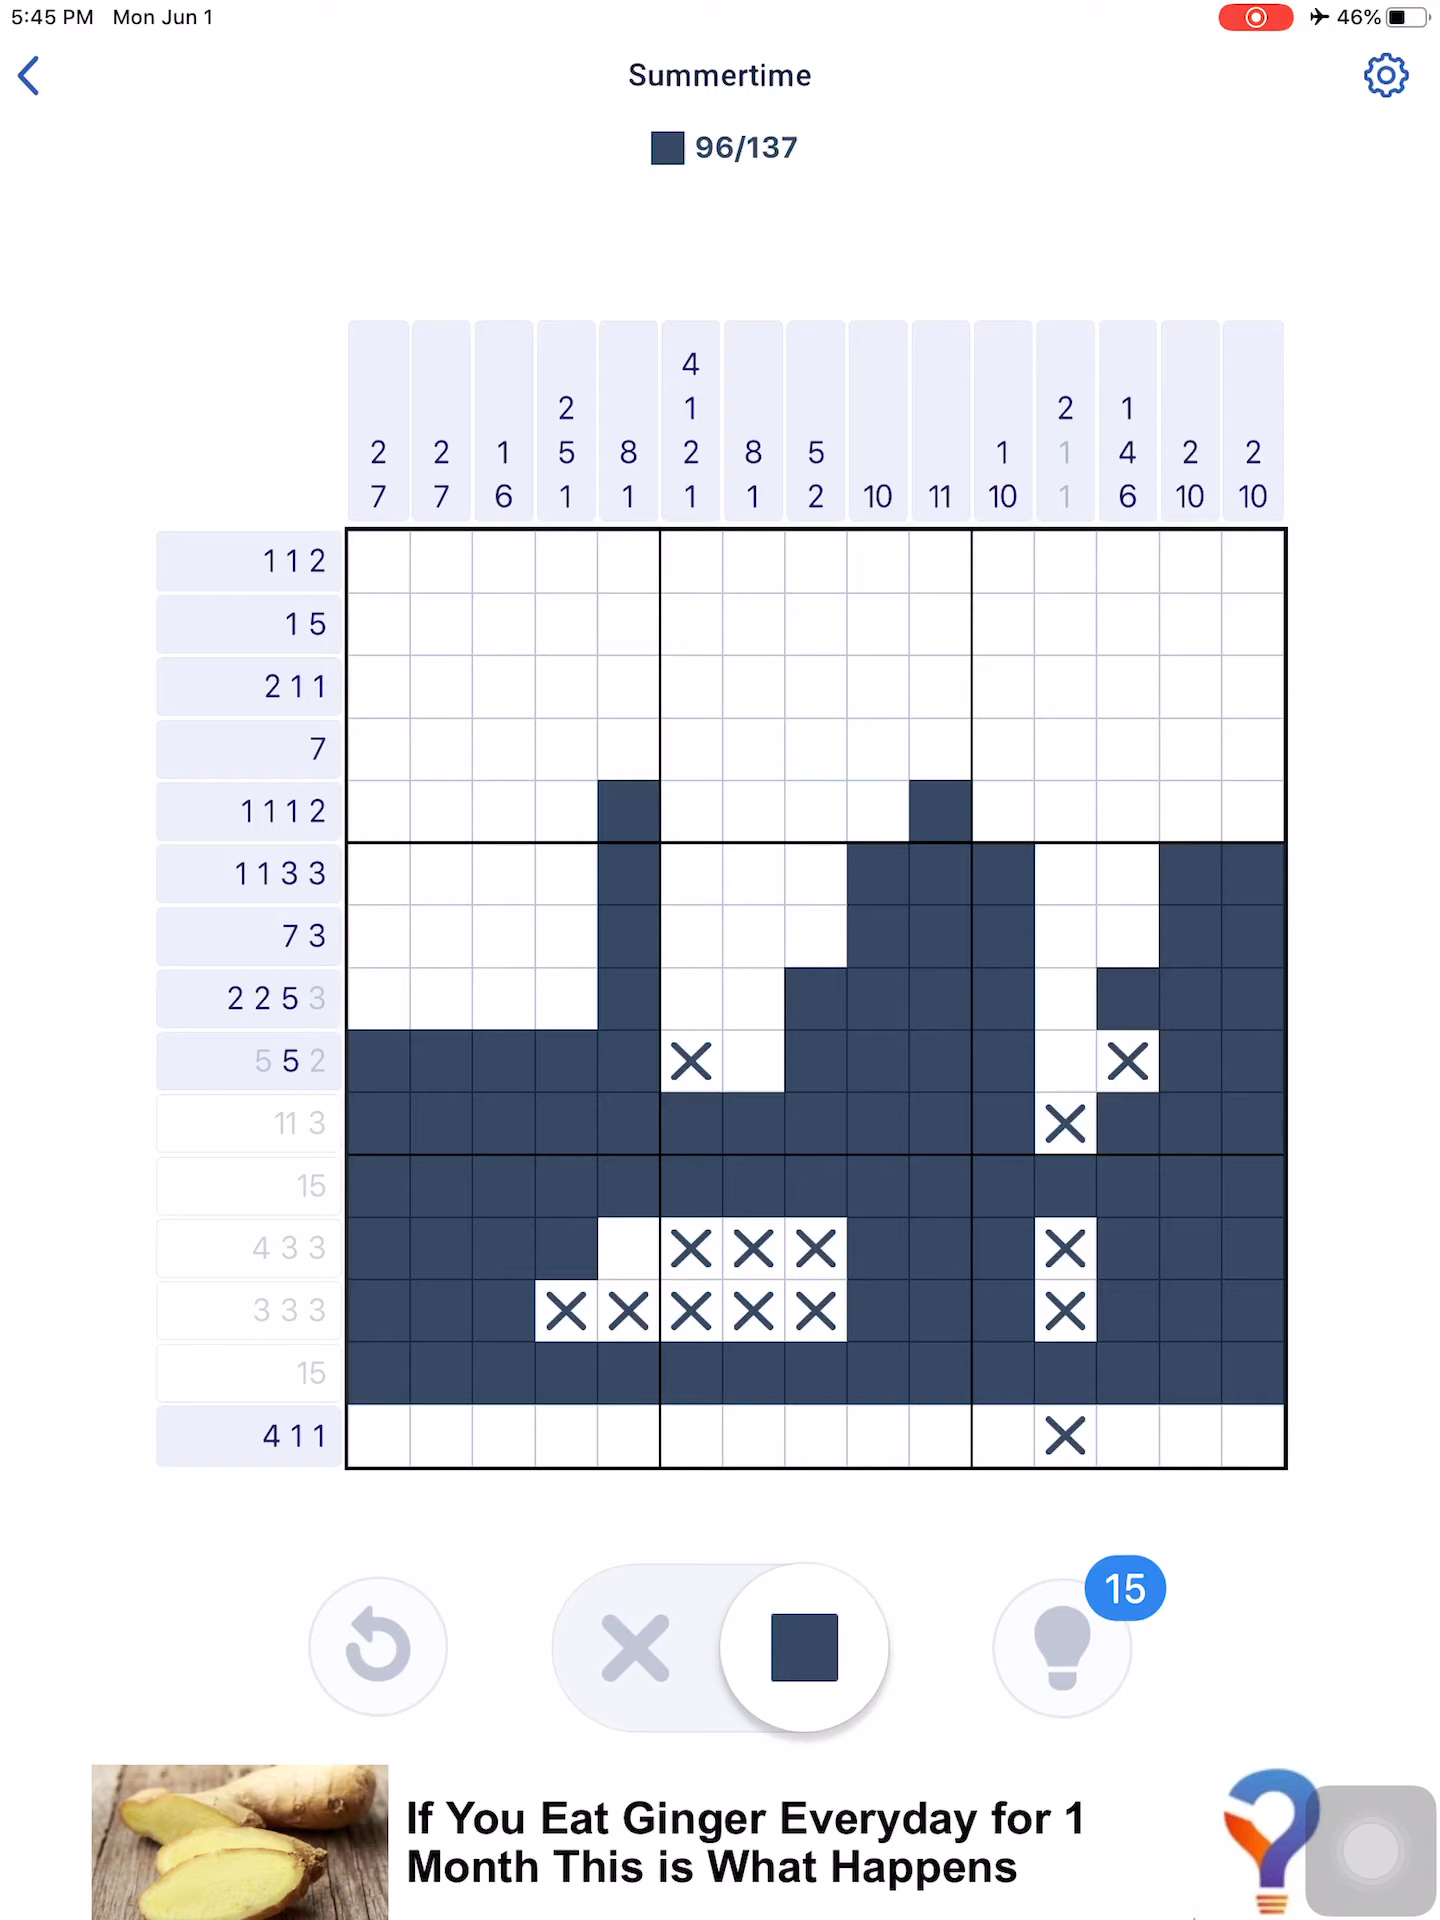 5:45 PM Mon Jun 1
46%
Summertime
96/137
4
2 1 2 1
2 2 1 5 8 2 8 5 1 1 4 2 2
7 7 6 1 1 1 1 2 10 11 10 1 6 10 10
1 1 2
1 5
2 1 1
7
1 1 1 2
1 1 3 3
7 3
2 2 5 3
5 5 2
11 3
15
4 3 3
3 3 3
15
4 1 1
15
If You Eat Ginger Everyday for 1
Month This is What Happens